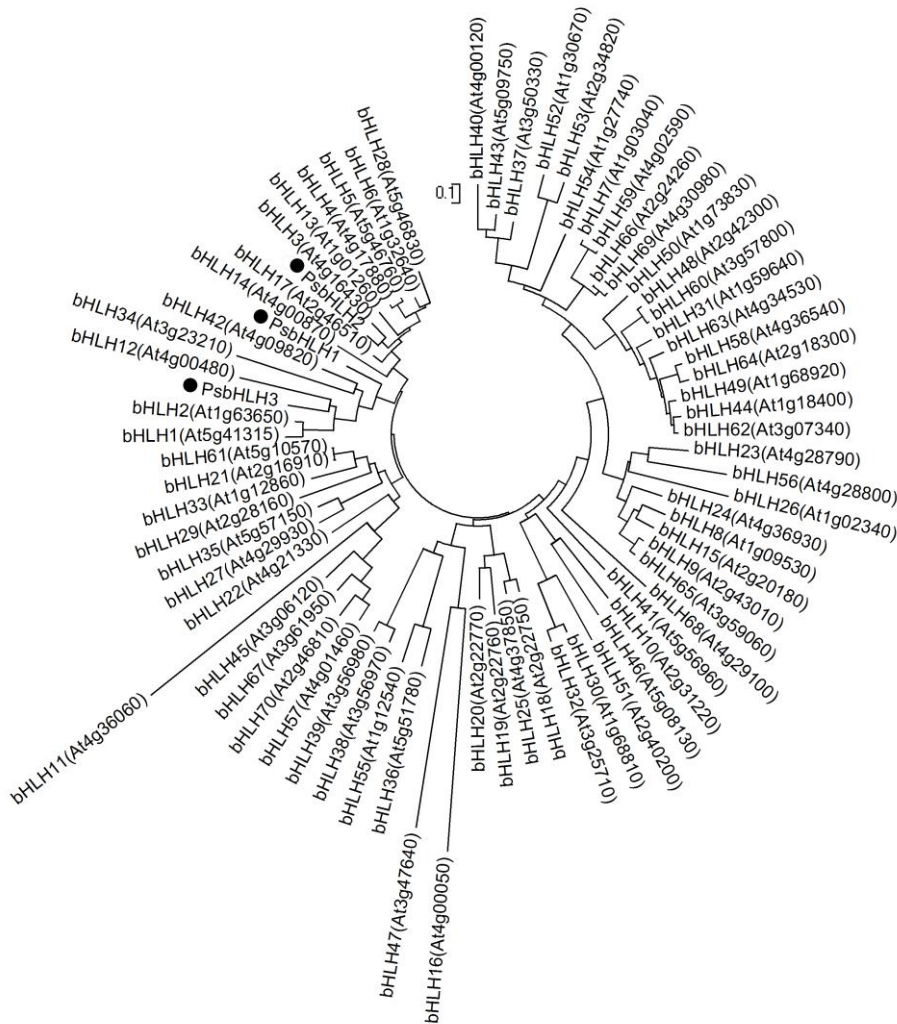 bHLH40(At4g00120)
bHLH43(At5g09750)
bHLH37(At3g50330)
bHLH52(At1g30670)
bHLH53(At2g34820)
bHLH54(At1g27740)
bHLH7(At1g03040)
bHLH59(At4g02590)
bHLH66(At2g24260)
bHLH69(At4g30980)
bHLH50(At1g73830)
bHLH48(At2g42300)
bHLH60(At3g57800)
bHLH31(At1g59640)
bHLH63(At4g34530)
bHLH58(At4g36540)
bHLH64(At2g18300)
bHLH49(At1g68920)
bHLH44(At1g18400)
bHLH62(At3g07340)
bHLH23(At4g28790)
bHLH56(At4g28800)
bHLH26(At1g02340)
bHLH24(At4g36930)
bHLH8(At1g09530)
bHLH15(At2g20180)
bHLH9(At2g43010)
bHLH65(At3g59060)
bHLH68(At4g29100)
bHLH41(At5g56960)
bHLH10(At2g31220)
bHLH46(At5g08130)
bHLH51(At2g40200)
bHLH30(At1g68810)
bHLH32(At3g25710)
bHLH18(At2g22750)
bHLH25(At4g37850)
bHLH19(At2g22760)
bHLH20(At2g22770)
bHLH16(At4g00050)
bHLH47(At3g47640)
bHLH36(At5g51780)
bHLH55(At1g12540)
bHLH38(At3g56970)
bHLH39(At3g56980)
bHLH57(At4g01460)
bHLH70(At2g46810)
bHLH67(At3g61950)
bHLH45(At3g06120)
bHLH11(At4g36060)
bHLH22(At4g21330)
bHLH27(At4g29930)
bHLH35(At5g57150)
bHLH29(At2g28160)
bHLH33(At1g12860)
bHLH21(At2g16910)
bHLH61(At5g10570)
bHLH1(At5g41315)
bHLH2(At1g63650)
PsbHLH3
bHLH12(At4g00480)
bHLH34(At3g23210)
bHLH42(At4g09820)
PsbHLH1
bHLH14(At4g00870)
bHLH17(At2g46510)
PsbHLH2
bHLH3(At4g16430)
bHLH13(At1g01260)
bHLH4(At4g17880)
bHLH5(At5g46760)
bHLH6(At1g32640)
bHLH28(At5g46830)
0.1